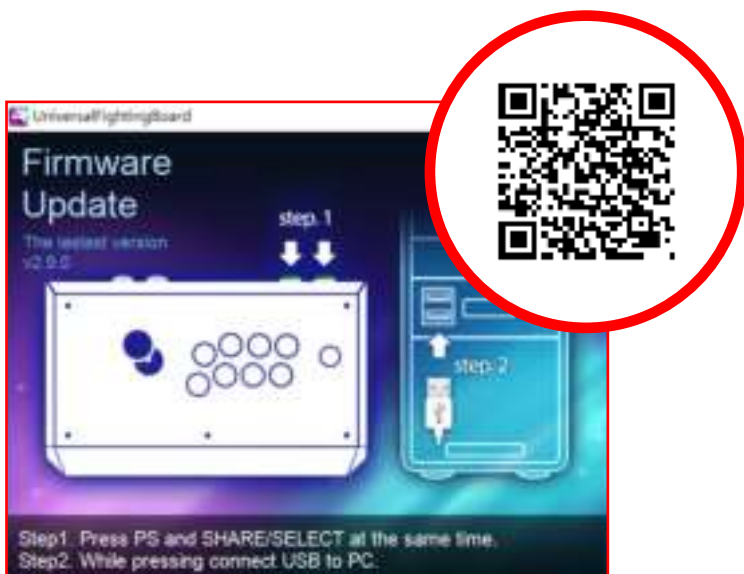 UniversalFightingBoard
Firmware
Update
The lastest version
v2.9.0
step. 1
step. 2
Step1. Press PS and SHARE/SELECT at the same time.
Step2. While pressing connect USB to PC.